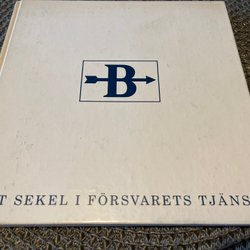 B
T SEKEL I FÖRSVARETS TJÄNS